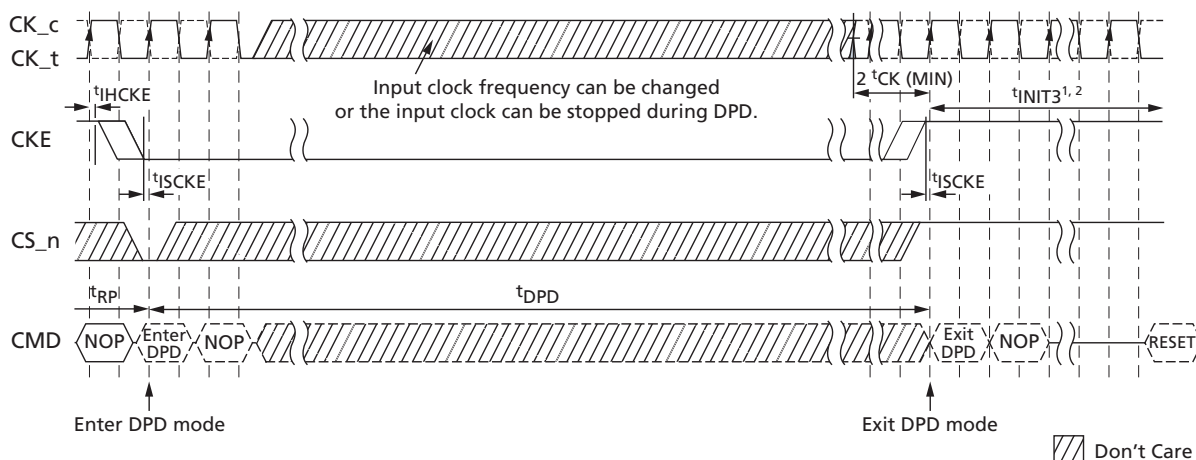 CK_c
CK_t
Input clock frequency can be changed
or the input clock can be stopped during DPD.
2 tCK (MIN)
tIHCKE
tINIT3 1, 2
CKE
tISCKE
tISCKE
CS_n
tRP
tDPD
CMD
NOP
Enter
DPD
NOP
Exit
DPD
NOP
RESET
Enter DPD mode
Exit DPD mode
Don't Care